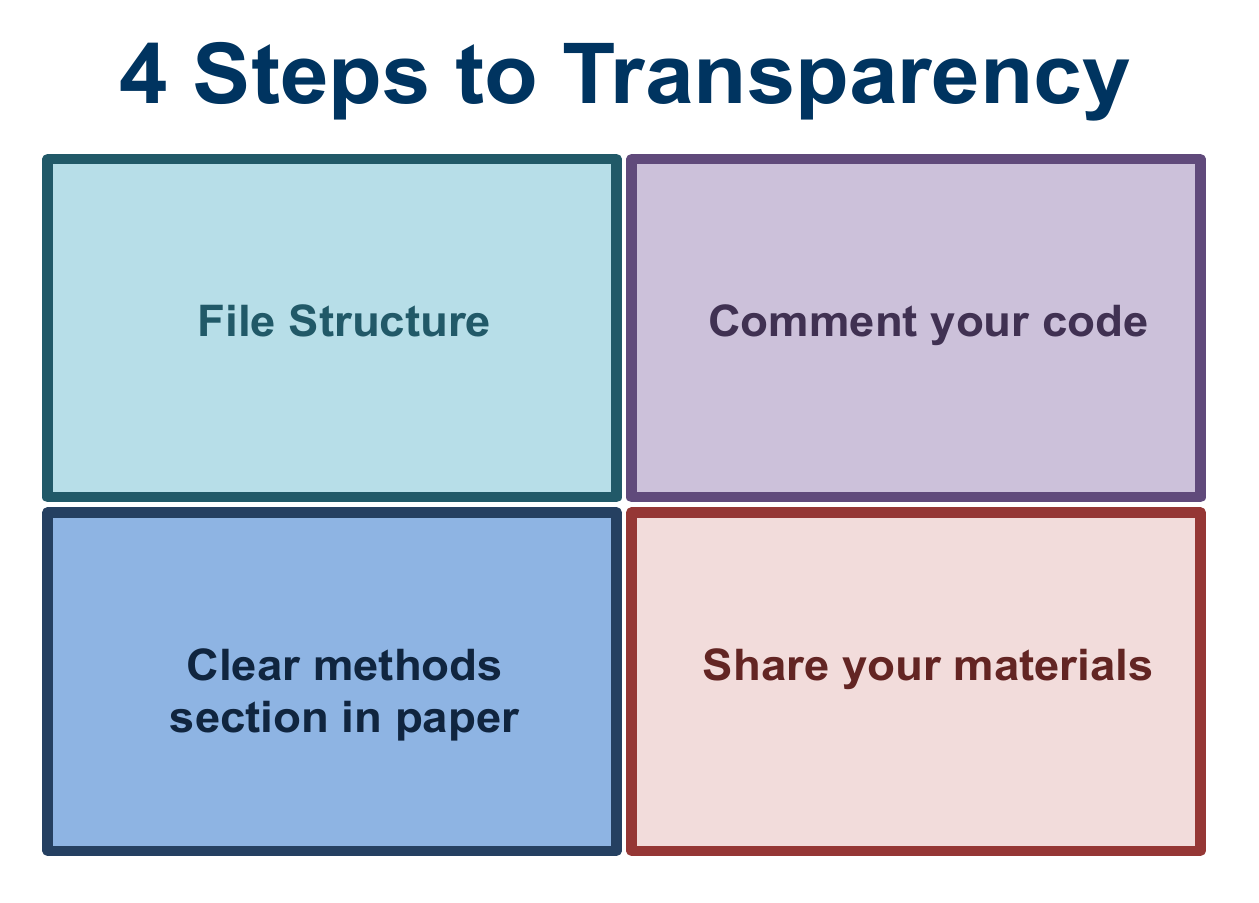 4 Steps to Transparency
File Structure
Comment your code
Clear methods
section in paper
Share your materials